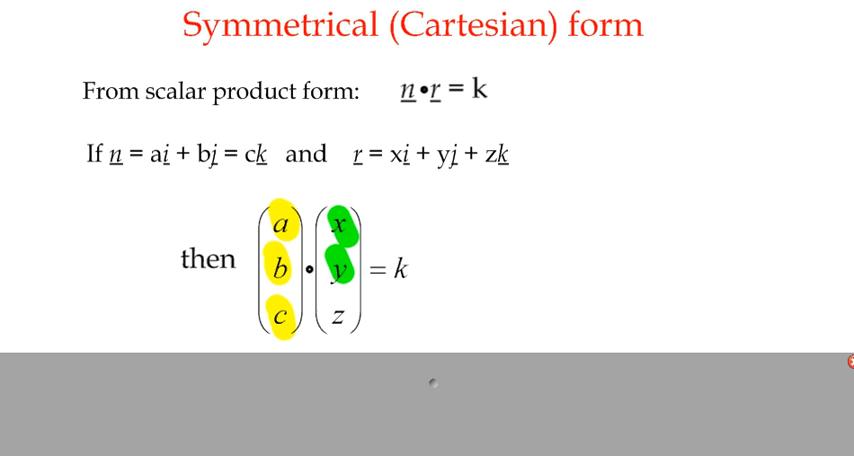 Symmetrical (Cartesian) form
From scalar product form: n•r = k
If n = ai + bj = ck and r = xi + yj + zk
then (a b c) • (x y z) = k